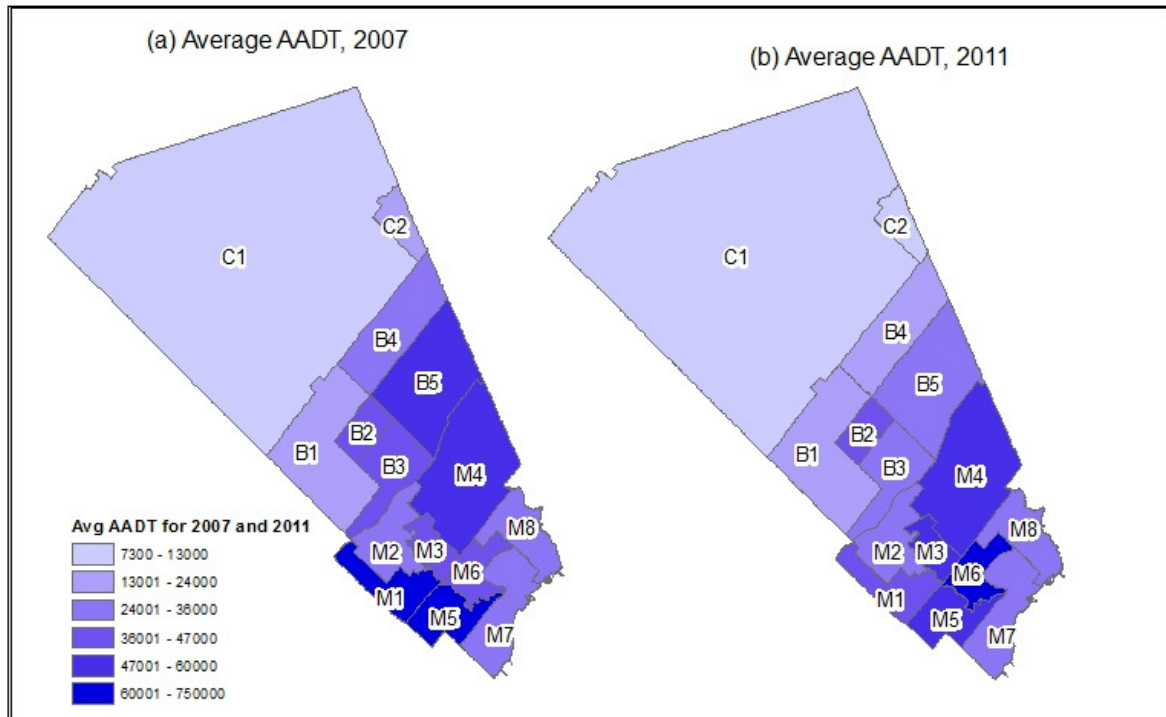 (a) Average AADT, 2007
(b) Average AADT, 2011
C1
C2
B4
B5
B2
B1
B3
M4
M8
M2
M3
M6
M1
M5
M7
C1
C2
B4
B5
B2
B1
B3
M4
M8
M2
M3
M6
M1
M5
M7
Avg AADT for 2007 and 2011
7300 - 13000
13001 - 24000
24001 - 36000
36001 - 47000
47001 - 60000
60001 - 750000